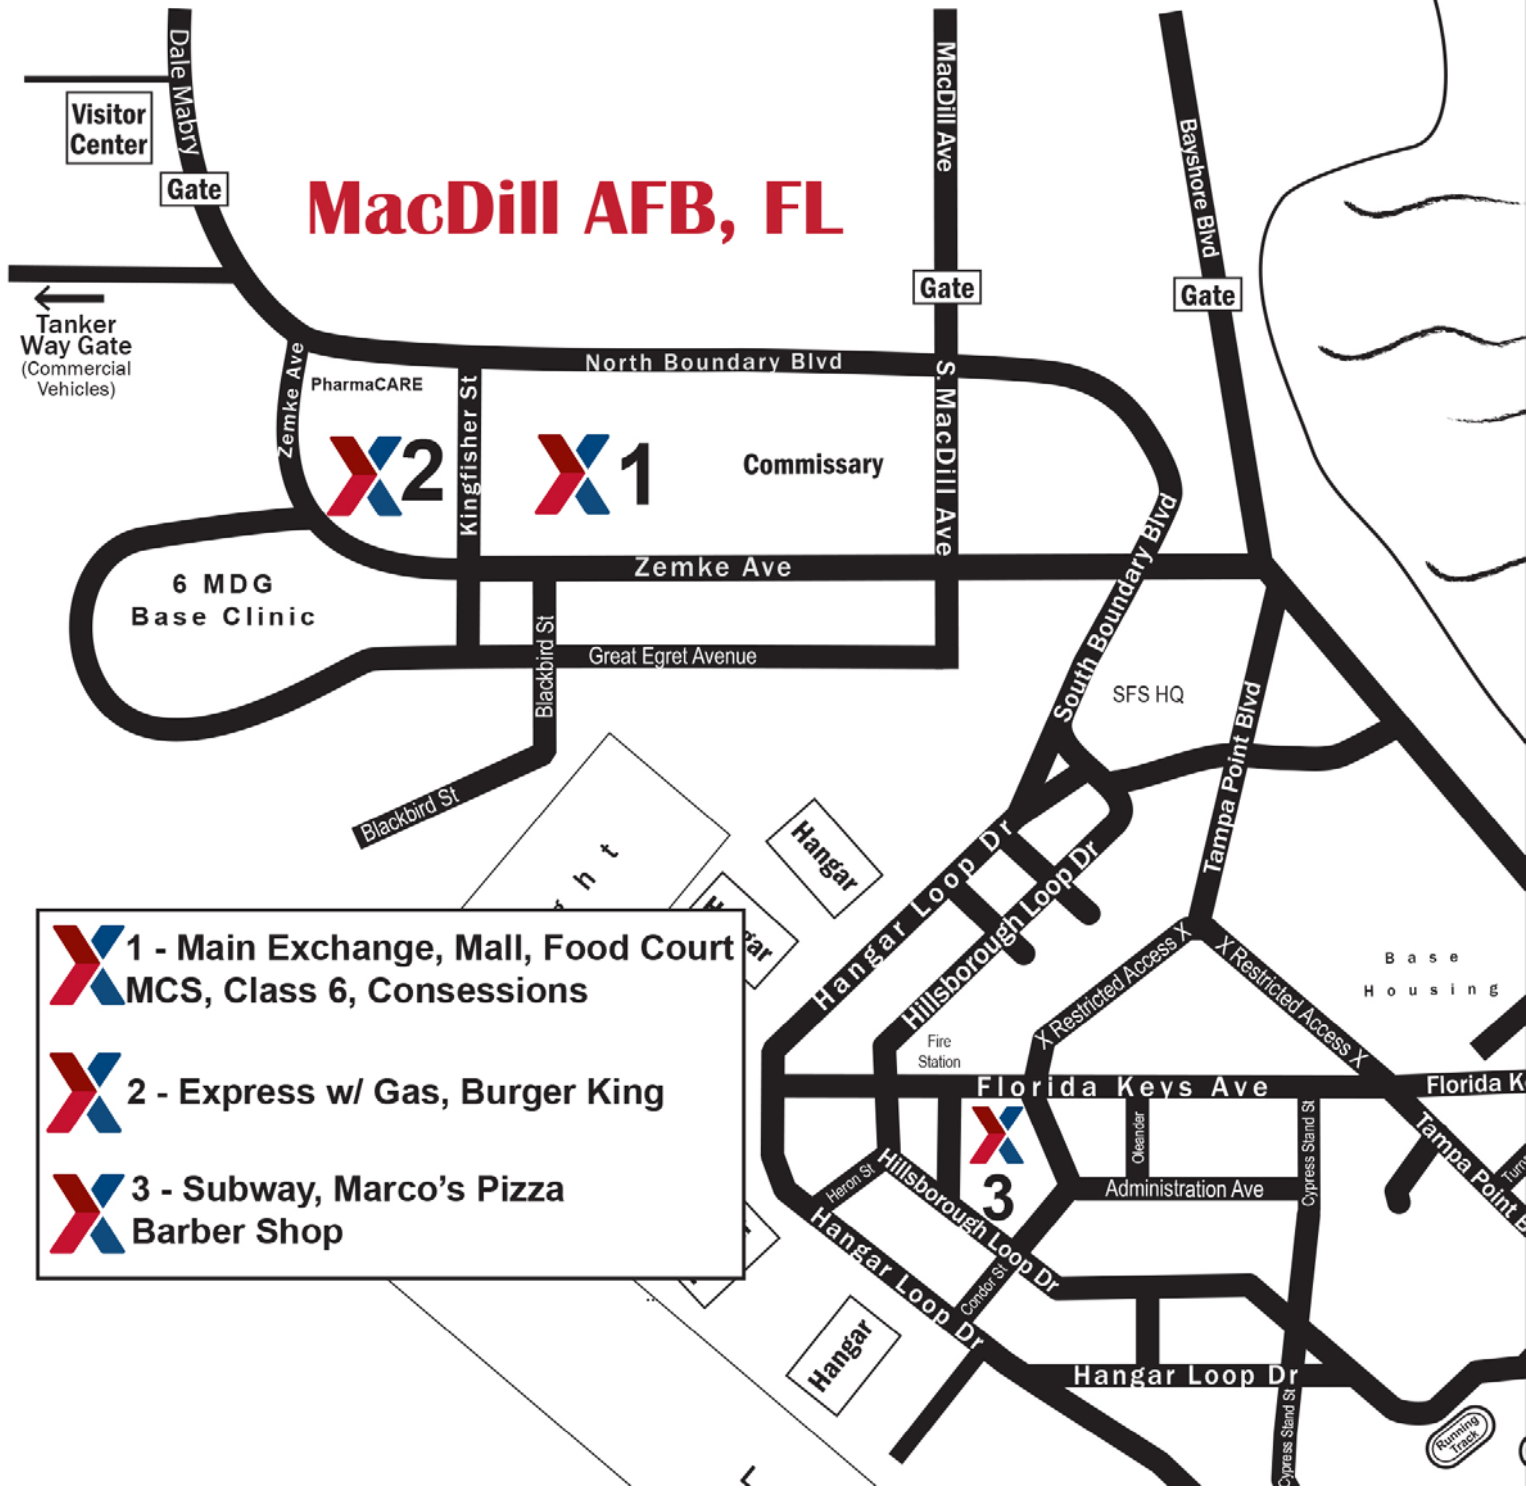 Dale Mabry
MacDill Ave
Bayshore Blvd
Visitor
Center
Gate
MacDill AFB, FL
Gate
Gate
Tanker
Way Gate
(Commercial
Vehicles)
North Boundary Blvd
Zemke Ave
PharmaCARE
Kingfisher St
S. MacDill Ave
2
1
Commissary
South Boundary Blvd
Zemke Ave
6 MDG
Base Clinic
Blackbird St
Great Egret Avenue
SFS HQ
Tampa Point Blvd
Blackbird St
h t
Hangar
Hangar Loop Dr
Hillsborough Loop Dr
1 - Main Exchange, Mall, Food Court
MCS, Class 6, Consessions
2 - Express w/ Gas, Burger King
3 - Subway, Marco's Pizza
Barber Shop
X Restricted Access X
X Restricted Access X
Base
Housing
Fire
Station
Florida Keys Ave
Florida K
Oleander
Cypress Stand St
Tampa Point B
Turn
3
Heron St
Hillsborough Loop Dr
Administration Ave
Hangar Loop Dr
Condor St
Hangar
Hangar Loop Dr
Cypress Stand St
Running
Track
L